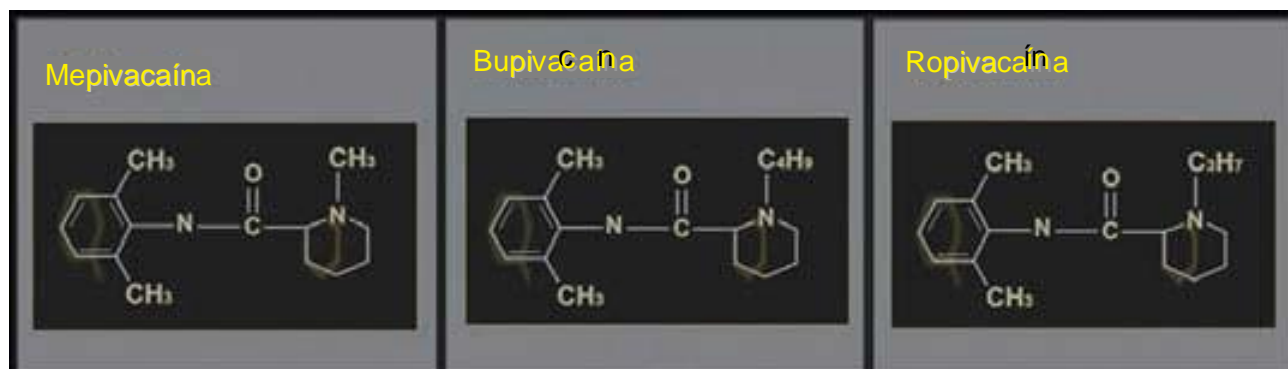 Mepivacaína
CH₃
O
CH₃
N
C
N
CH₃
Bupivacaína
CH₃
O
C₄H₉
N
C
N
CH₃
Ropivacaína
CH₃
O
C₃H₇
N
C
N
CH₃